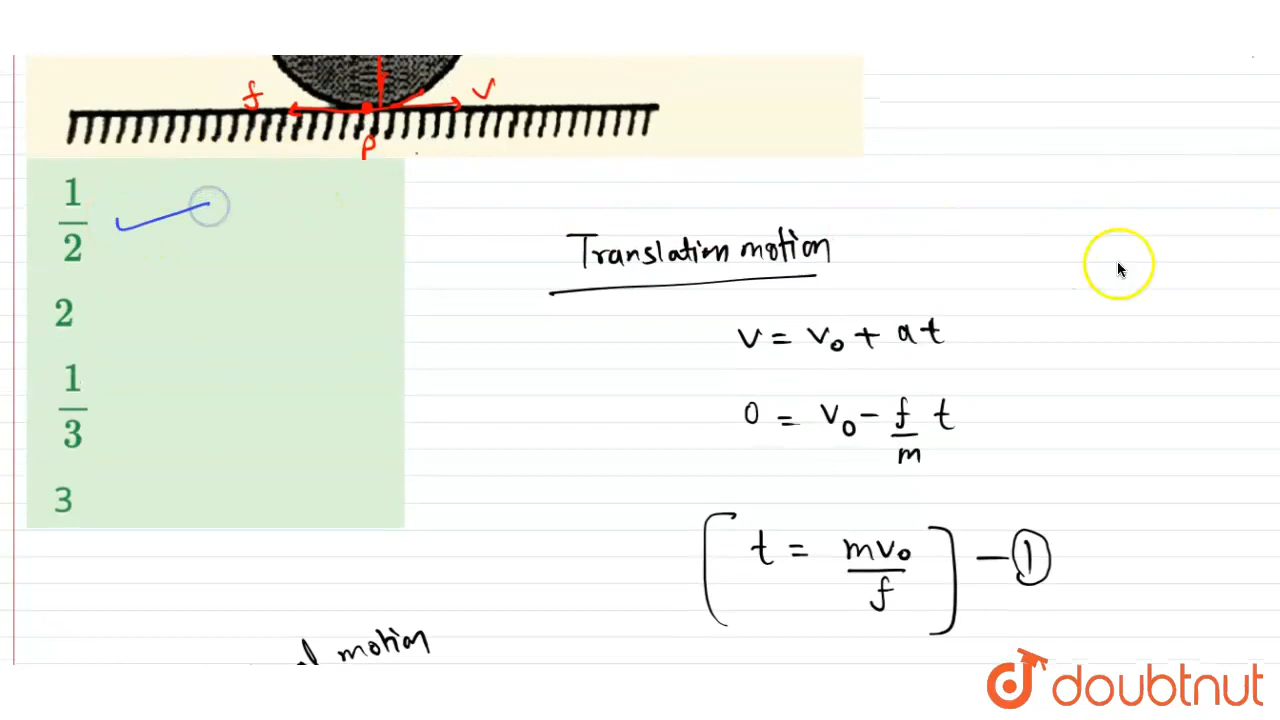 f
v
P
1
2
2
1
3
3
Translation motion
v = v₀ + at
0 = v₀ - f/m t
t = mv₀/f - ①
motion
doubtnut